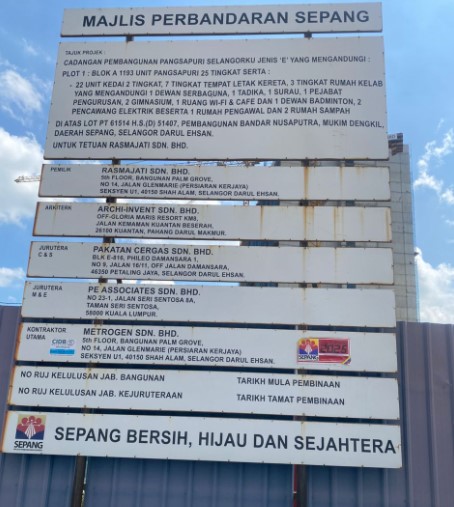 MAJLIS PERBANDARAN SEPANG
TAJUK PROJEK :
CADANGAN PEMBANGUNAN PANGSAPURI SELANGORKU JENIS 'E' YANG MENGANDUNGI :
PLOT 1 : BLOK A 1193 UNIT PANGSAPURI 25 TINGKAT SERTA :
- 22 UNIT KEDAI 2 TINGKAT, 7 TINGKAT TEMPAT LETAK KERETA, 3 TINGKAT RUMAH KELAB
YANG MENGANDUNGI 1 DEWAN SERBAGUNA, 1 TADIKA, 1 SURAU, 1 PEJABAT
PENGURUSAN, 2 GIMNASIUM, 1 RUANG WI-FI & CAFE DAN 1 DEWAN BADMINTON, 2
PENCAWANG ELEKTRIK BESERTA 1 RUMAH PENGAWAL DAN 2 RUMAH SAMPAH
DI ATAS LOT PT 61514 H.S.(D) 51407, PEMBANGUNAN BANDAR NUSAPUTRA, MUKIM DENGKIL,
DAERAH SEPANG, SELANGOR DARUL EHSAN.
UNTUK TETUAN RASMAJATI SDN. BHD.
PEMILIK
RASMAJATI SDN. BHD.
5th FLOOR, BANGUNAN PALM GROVE,
NO 14, JALAN GLENMARIE (PERSIARAN KERJAYA)
SEKSYEN U1, 40150 SHAH ALAM, SELANGOR DARUL EHSAN.
ARKITEK
ARCHI-INVENT SDN. BHD.
OFF-GLORIA MARIS RESORT KM8,
JALAN KEMAMAN KUANTAN BESERAH,
26100 KUANTAN, PAHANG DARUL MAKMUR.
JURUTERA
C & S
PAKATAN CERGAS SDN. BHD.
BLK E-816, PHILEO DAMANSARA 1,
NO 9, JALAN 16/11, OFF JALAN DAMANSARA,
46350 PETALING JAYA, SELANGOR DARUL EHSAN.
JURUTERA
M & E
PE ASSOCIATES SDN. BHD.
NO 23-1, JALAN SERI SENTOSA 8A,
TAMAN SERI SENTOSA,
58000 KUALA LUMPUR.
KONTRAKTOR
UTAMA
CIDB
METROGEN SDN. BHD.
5th FLOOR, BANGUNAN PALM GROVE,
NO 14, JALAN GLENMARIE (PERSIARAN KERJAYA)
SEKSYEN U1, 40150 SHAH ALAM, SELANGOR DARUL EHSAN.
SEPANG
NO RUJ KELULUSAN JAB. BANGUNAN
TARIKH MULA PEMBINAAN
NO RUJ KELULUSAN JAB. KEJURUTERAAN
TARIKH TAMAT PEMBINAAN
SEPANG
SEPANG BERSIH, HIJAU DAN SEJAHTERA